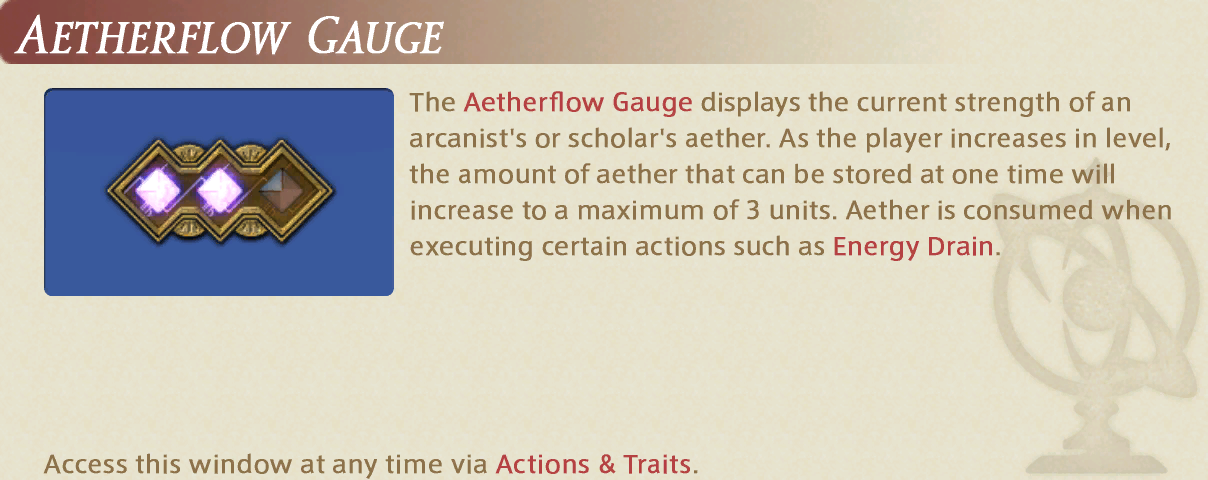 Aetherflow Gauge
The Aetherflow Gauge displays the current strength of an
arcanist's or scholar's aether. As the player increases in level,
the amount of aether that can be stored at one time will
increase to a maximum of 3 units. Aether is consumed when
executing certain actions such as Energy Drain.
Access this window at any time via Actions & Traits.